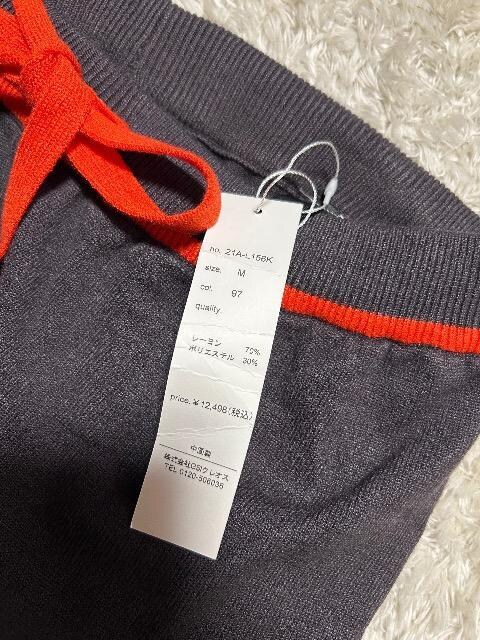 no. 21A-L156K
size. M
col. 97
quality.
レーヨン 70%
ポリエステル 30%
price. ¥12,498(税込)
中国製
株式会社GSIクレオス
TEL 0120-506036